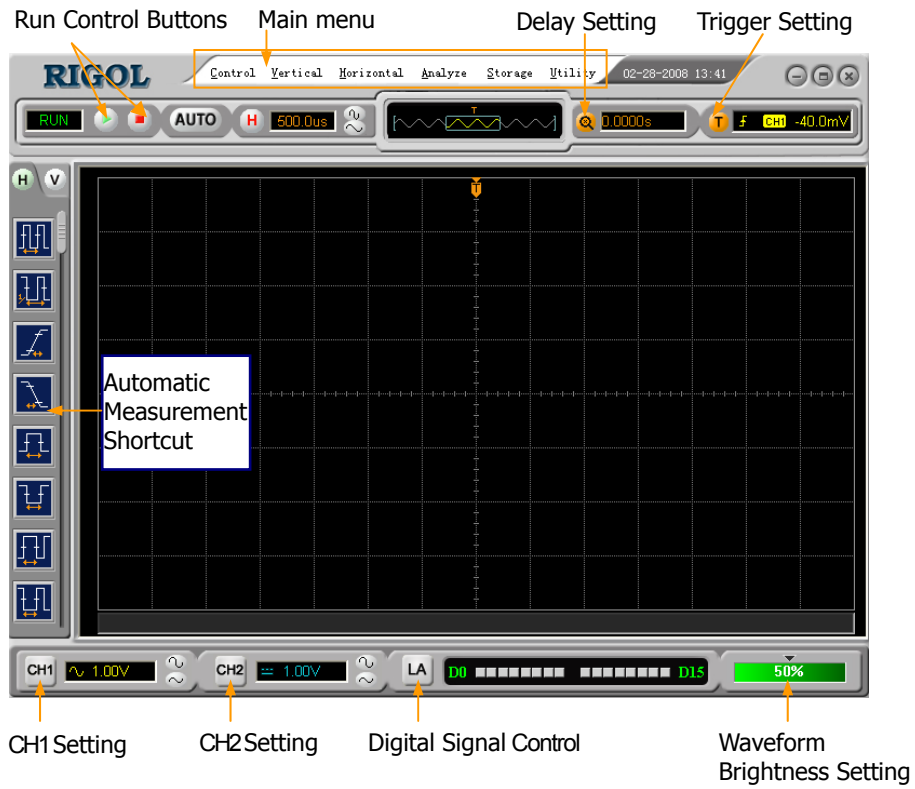 Run Control Buttons Main menu Delay Setting Trigger Setting
RIGOL Control Vertical Horizontal Analyze Storage Utility 02-28-2008 13:41
RUN AUTO H 500.0us T 0.0000s T CH1 -40.0mV
H V
T
Automatic
Measurement
Shortcut
CH1 1.00V CH2 1.00V LA D0 D15 50%
CH1 Setting CH2 Setting Digital Signal Control Waveform
Brightness Setting